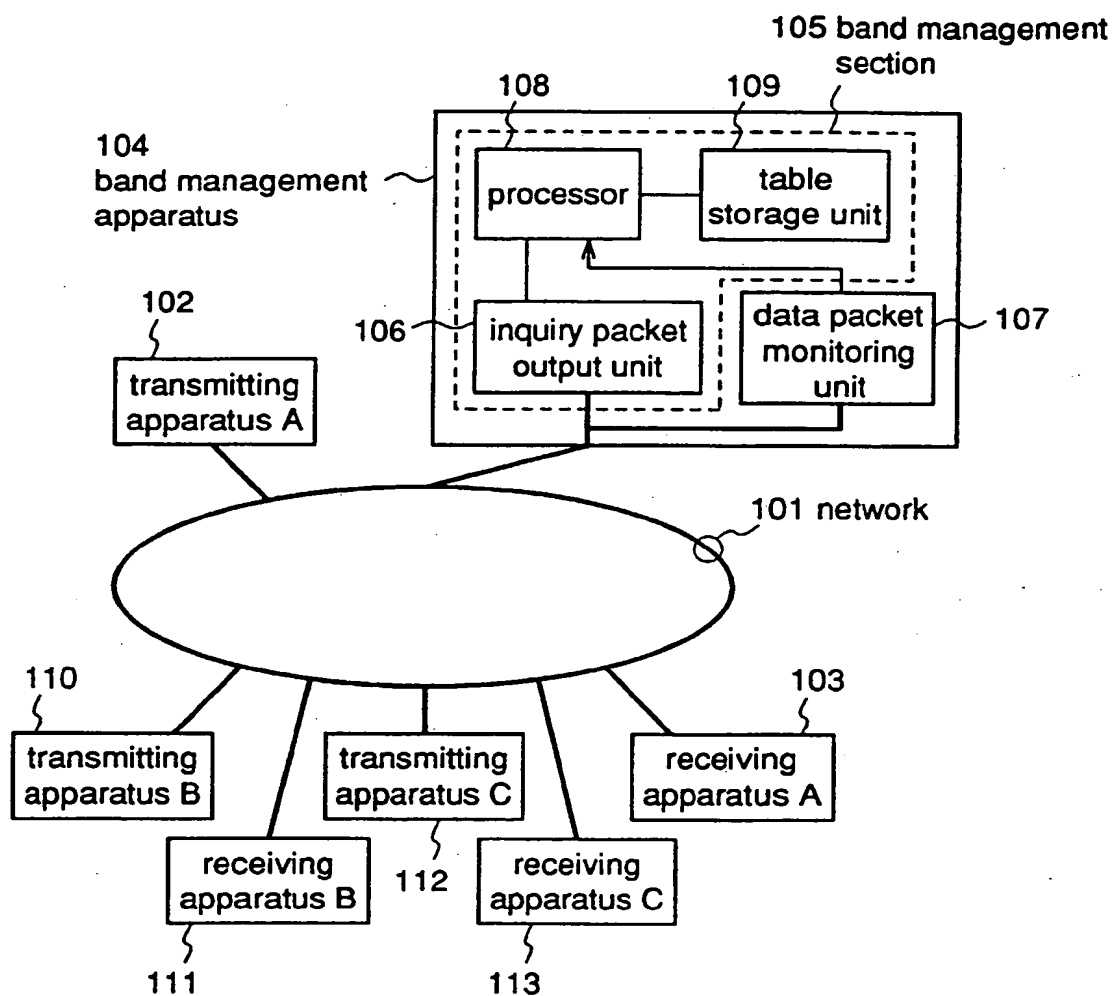 105 band management
section
108
109
104
band management
apparatus
processor
table
storage unit
102
106
inquiry packet
output unit
data packet
monitoring
unit
107
transmitting
apparatus A
101 network
110
103
transmitting
apparatus B
transmitting
apparatus C
receiving
apparatus A
receiving
apparatus B
112
receiving
apparatus C
111
113